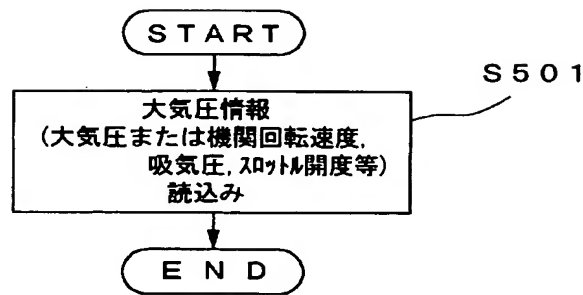 START
S501
大気圧情報
(大気圧または機関回転速度,
吸気圧,スロットル開度等)
読込み
END